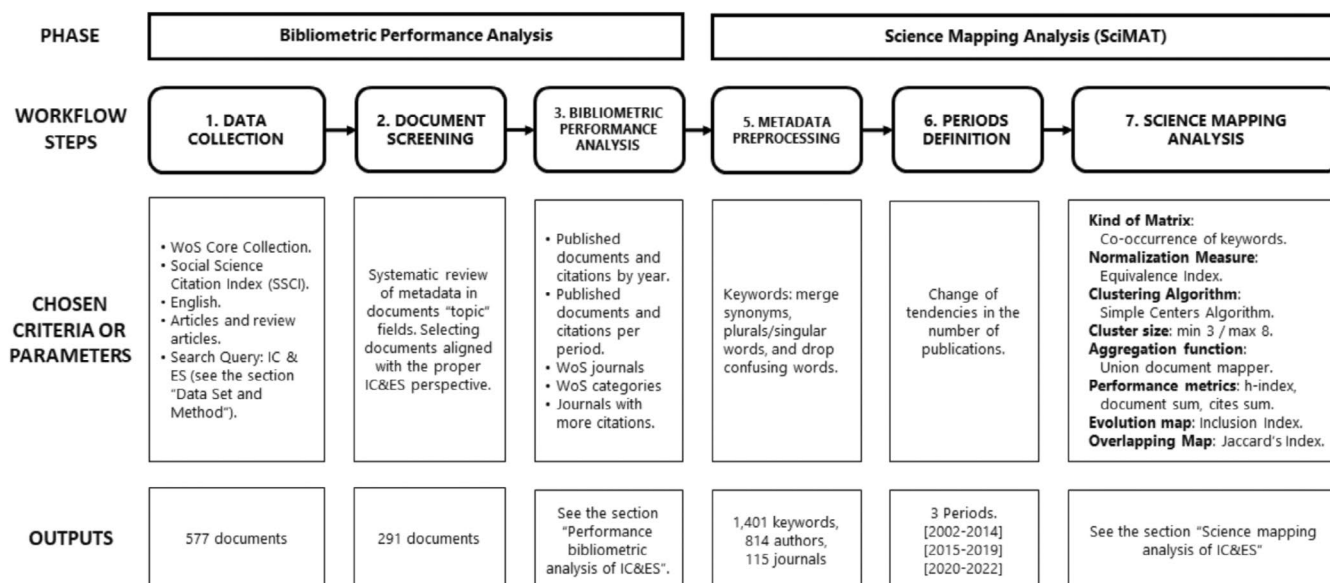 PHASE
Bibliometric Performance Analysis
Science Mapping Analysis (SciMAT)
WORKFLOW
STEPS
1. DATA
COLLECTION
2. DOCUMENT
SCREENING
3. BIBLIOMETRIC
PERFORMANCE
ANALYSIS
5. METADATA
PREPROCESSING
6. PERIODS
DEFINITION
7. SCIENCE MAPPING
ANALYSIS
CHOSEN
CRITERIA OR
PARAMETERS
• WoS Core Collection.
• Social Science
Citation Index (SSCI).
• English.
• Articles and review
articles.
• Search Query: IC &
ES (see the section
"Data Set and
Method").
Systematic review
of metadata in
documents "topic"
fields. Selecting
documents aligned
with the proper
IC&ES perspective.
• Published
documents and
citations by year.
• Published
documents and
citations per
period.
• WoS journals
• WoS categories
• Journals with
more citations.
Keywords: merge
synonyms,
plurals/singular
words, and drop
confusing words.
Change of
tendencies in the
number of
publications.
Kind of Matrix:
Co-occurrence of keywords.
Normalization Measure:
Equivalence Index.
Clustering Algorithm:
Simple Centers Algorithm.
Cluster size: min 3 / max 8.
Aggregation function:
Union document mapper.
Performance metrics: h-index,
document sum, cites sum.
Evolution map: Inclusion Index.
Overlapping Map: Jaccard's Index.
OUTPUTS
577 documents
291 documents
See the section
"Performance
bibliometric
analysis of IC&ES".
1,401 keywords,
814 authors,
115 journals
3 Periods.
[2002-2014]
[2015-2019]
[2020-2022]
See the section "Science mapping
analysis of IC&ES"